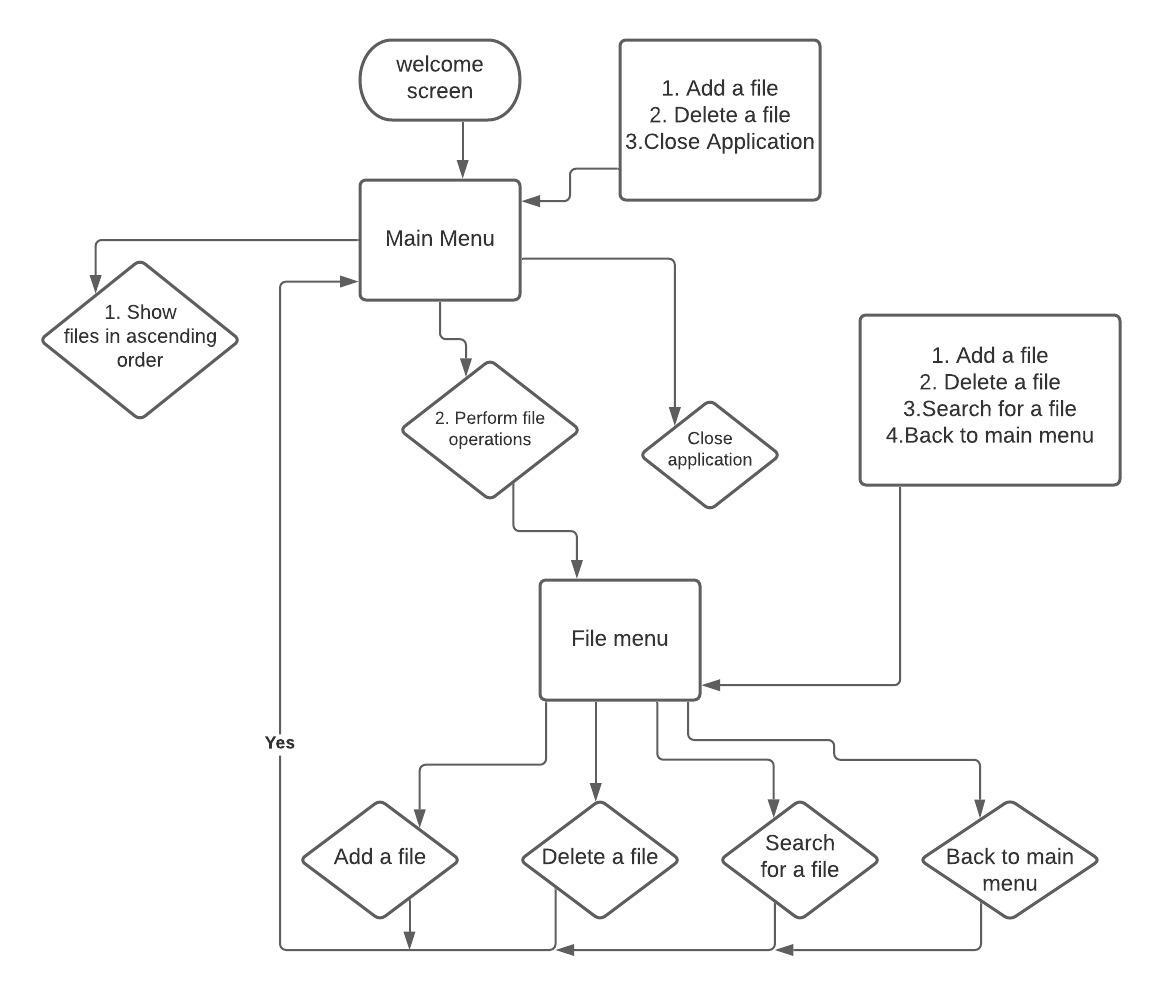 welcome
screen
1. Add a file
2. Delete a file
3.Close Application
Main Menu
1. Show
files in ascending
order
2. Perform file
operations
Close
application
1. Add a file
2. Delete a file
3.Search for a file
4.Back to main menu
File menu
Yes
Add a file
Delete a file
Search
for a file
Back to main
menu